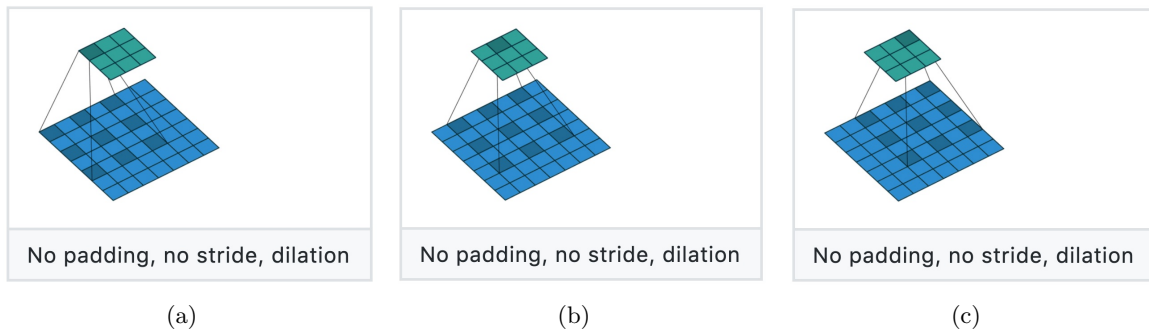 No padding, no stride, dilation
No padding, no stride, dilation
No padding, no stride, dilation
(a)
(b)
(c)